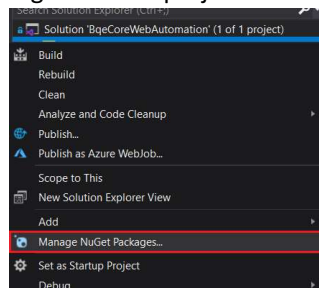 Search Solution Explorer (Ctrl+;)
Solution 'BqeCoreWebAutomation' (1 of 1 project)
Build
Rebuild
Clean
Analyze and Code Cleanup
Publish...
Publish as Azure WebJob...
Scope to This
New Solution Explorer View
Add
Manage NuGet Packages...
Set as Startup Project
Debug